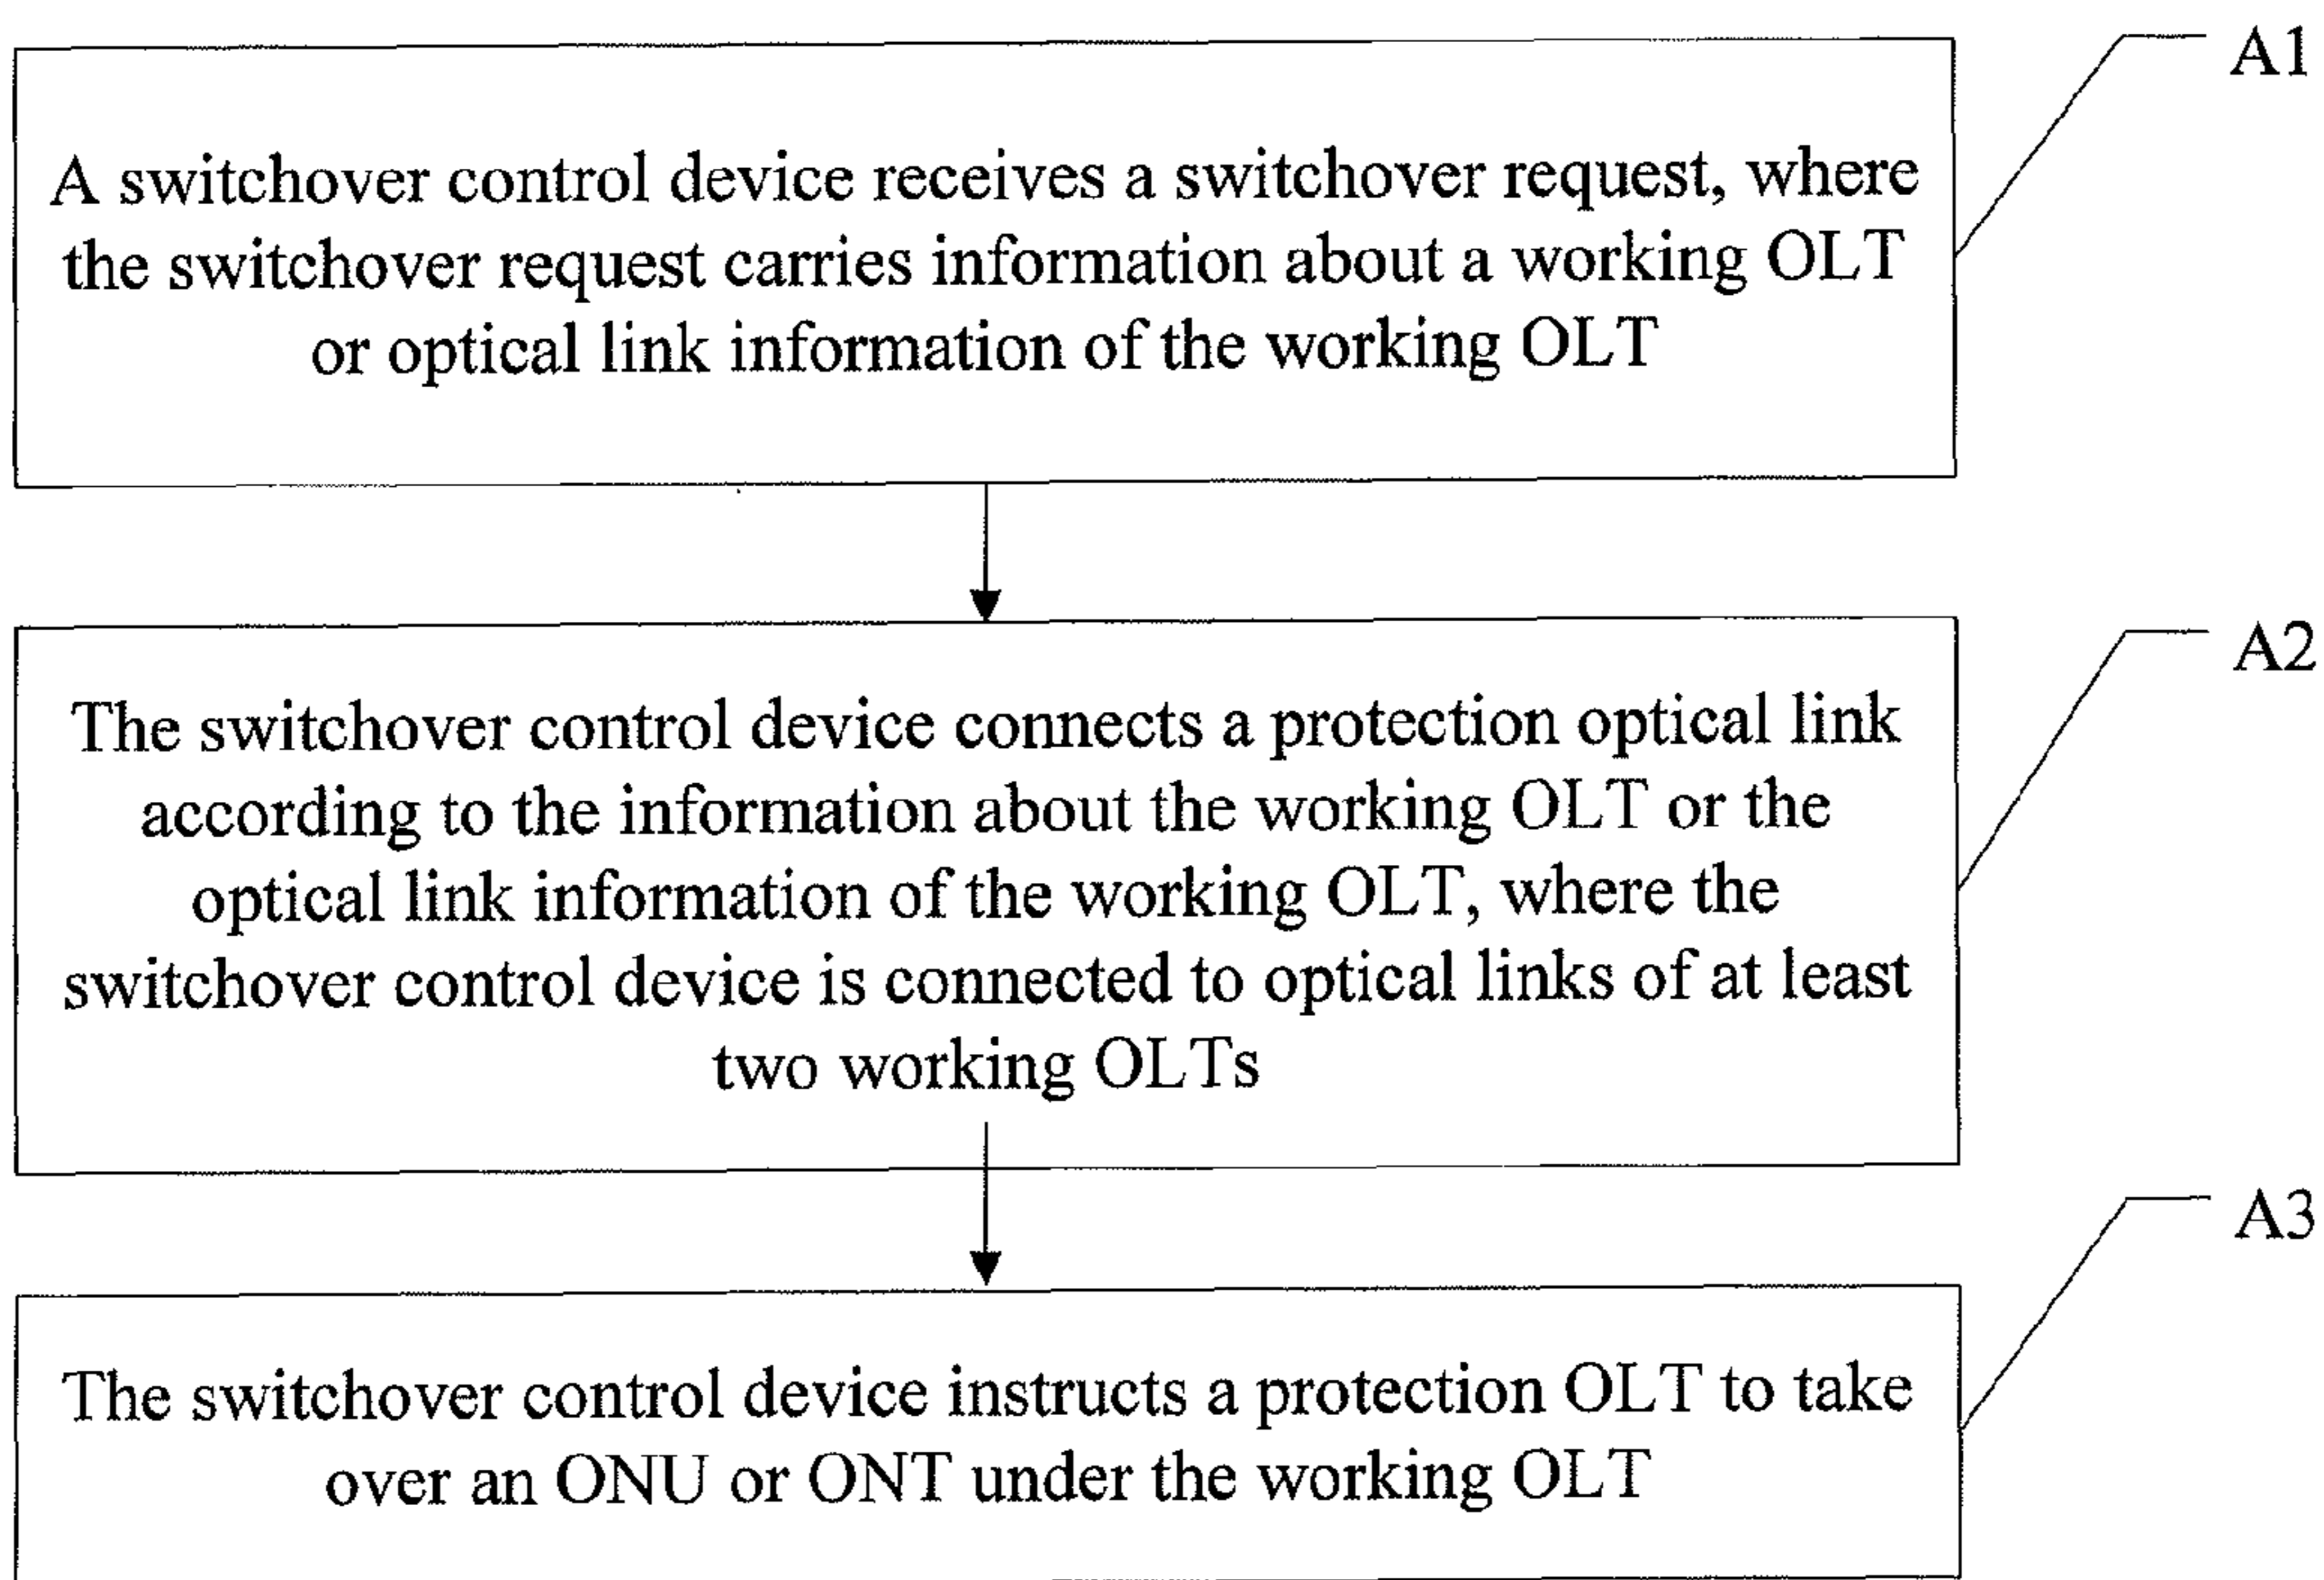 A1
A switchover control device receives a switchover request, where
the switchover request carries information about a working OLT
or optical link information of the working OLT
A2
The switchover control device connects a protection optical link
according to the information about the working OLT or the
optical link information of the working OLT, where the
switchover control device is connected to optical links of at least
two working OLTs
A3
The switchover control device instructs a protection OLT to take
over an ONU or ONT under the working OLT